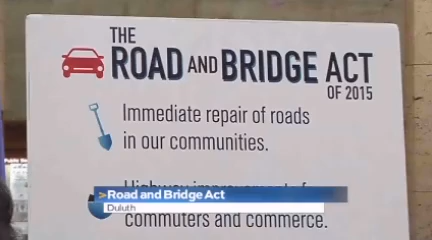 THE
ROAD AND BRIDGE ACT
OF 2015
Immediate repair of roads
in our communities.
>Road and Bridge Act
Duluth
commuters and commerce.